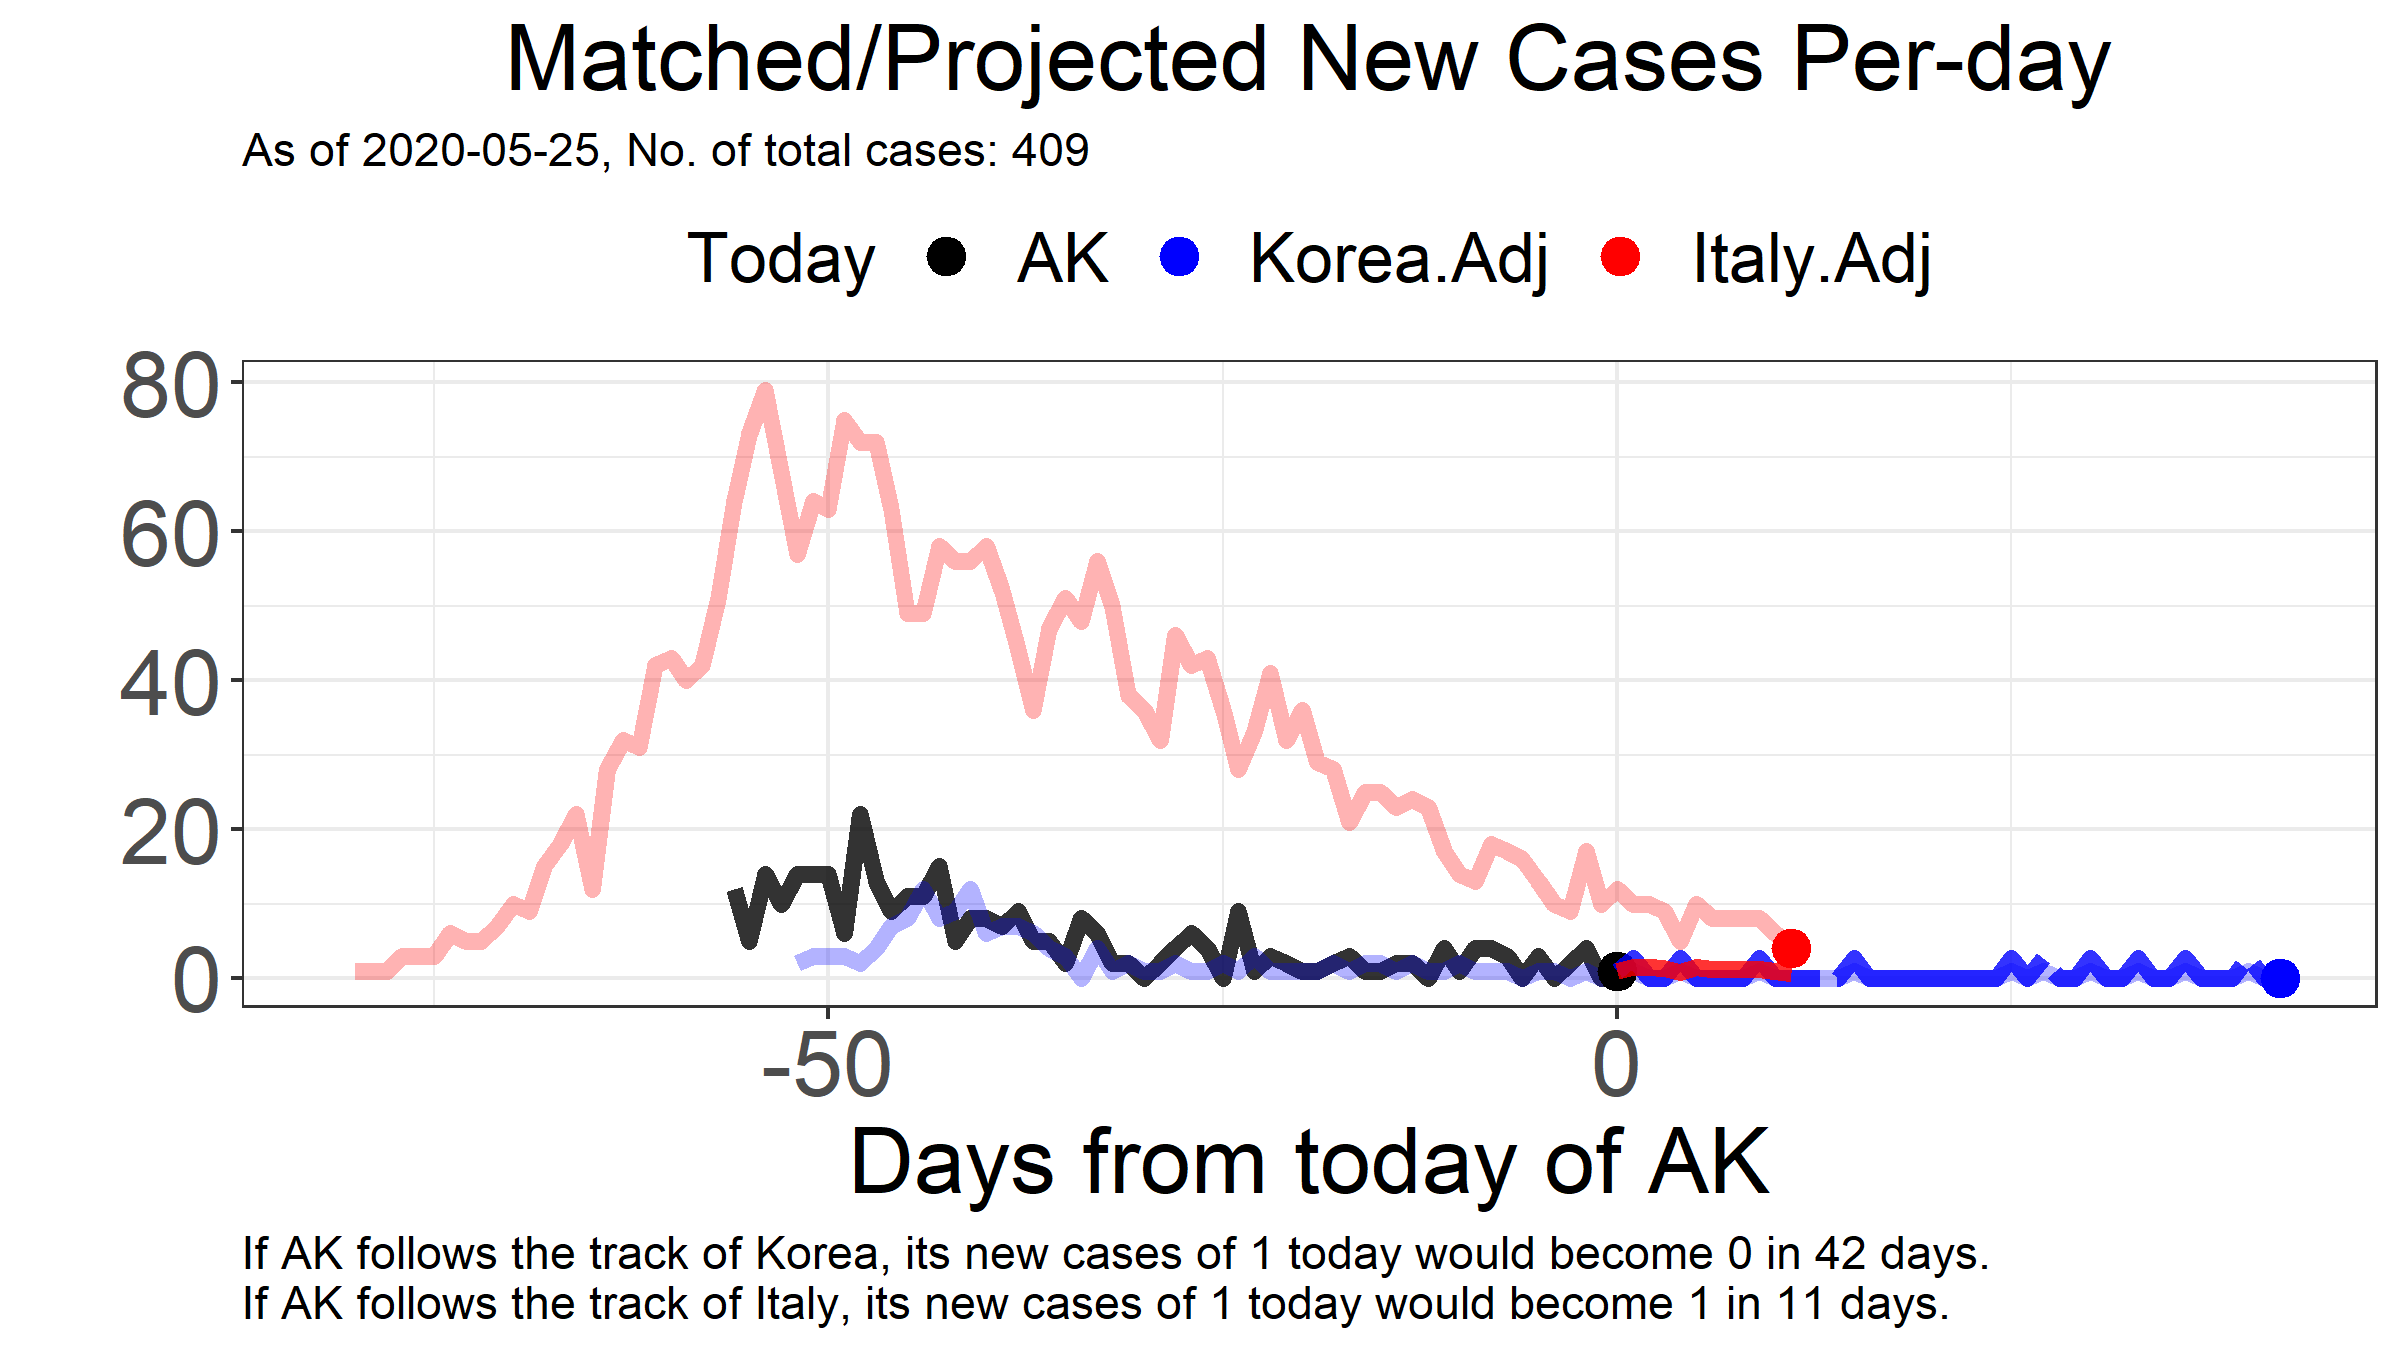 Matched/Projected New Cases Per-day
As of 2020-05-25, No. of total cases: 409
Today AK Korea.Adj Italy.Adj
80
60
40
20
0
-50 0
Days from today of AK
If AK follows the track of Korea, its new cases of 1 today would become 0 in 42 days.
If AK follows the track of Italy, its new cases of 1 today would become 1 in 11 days.